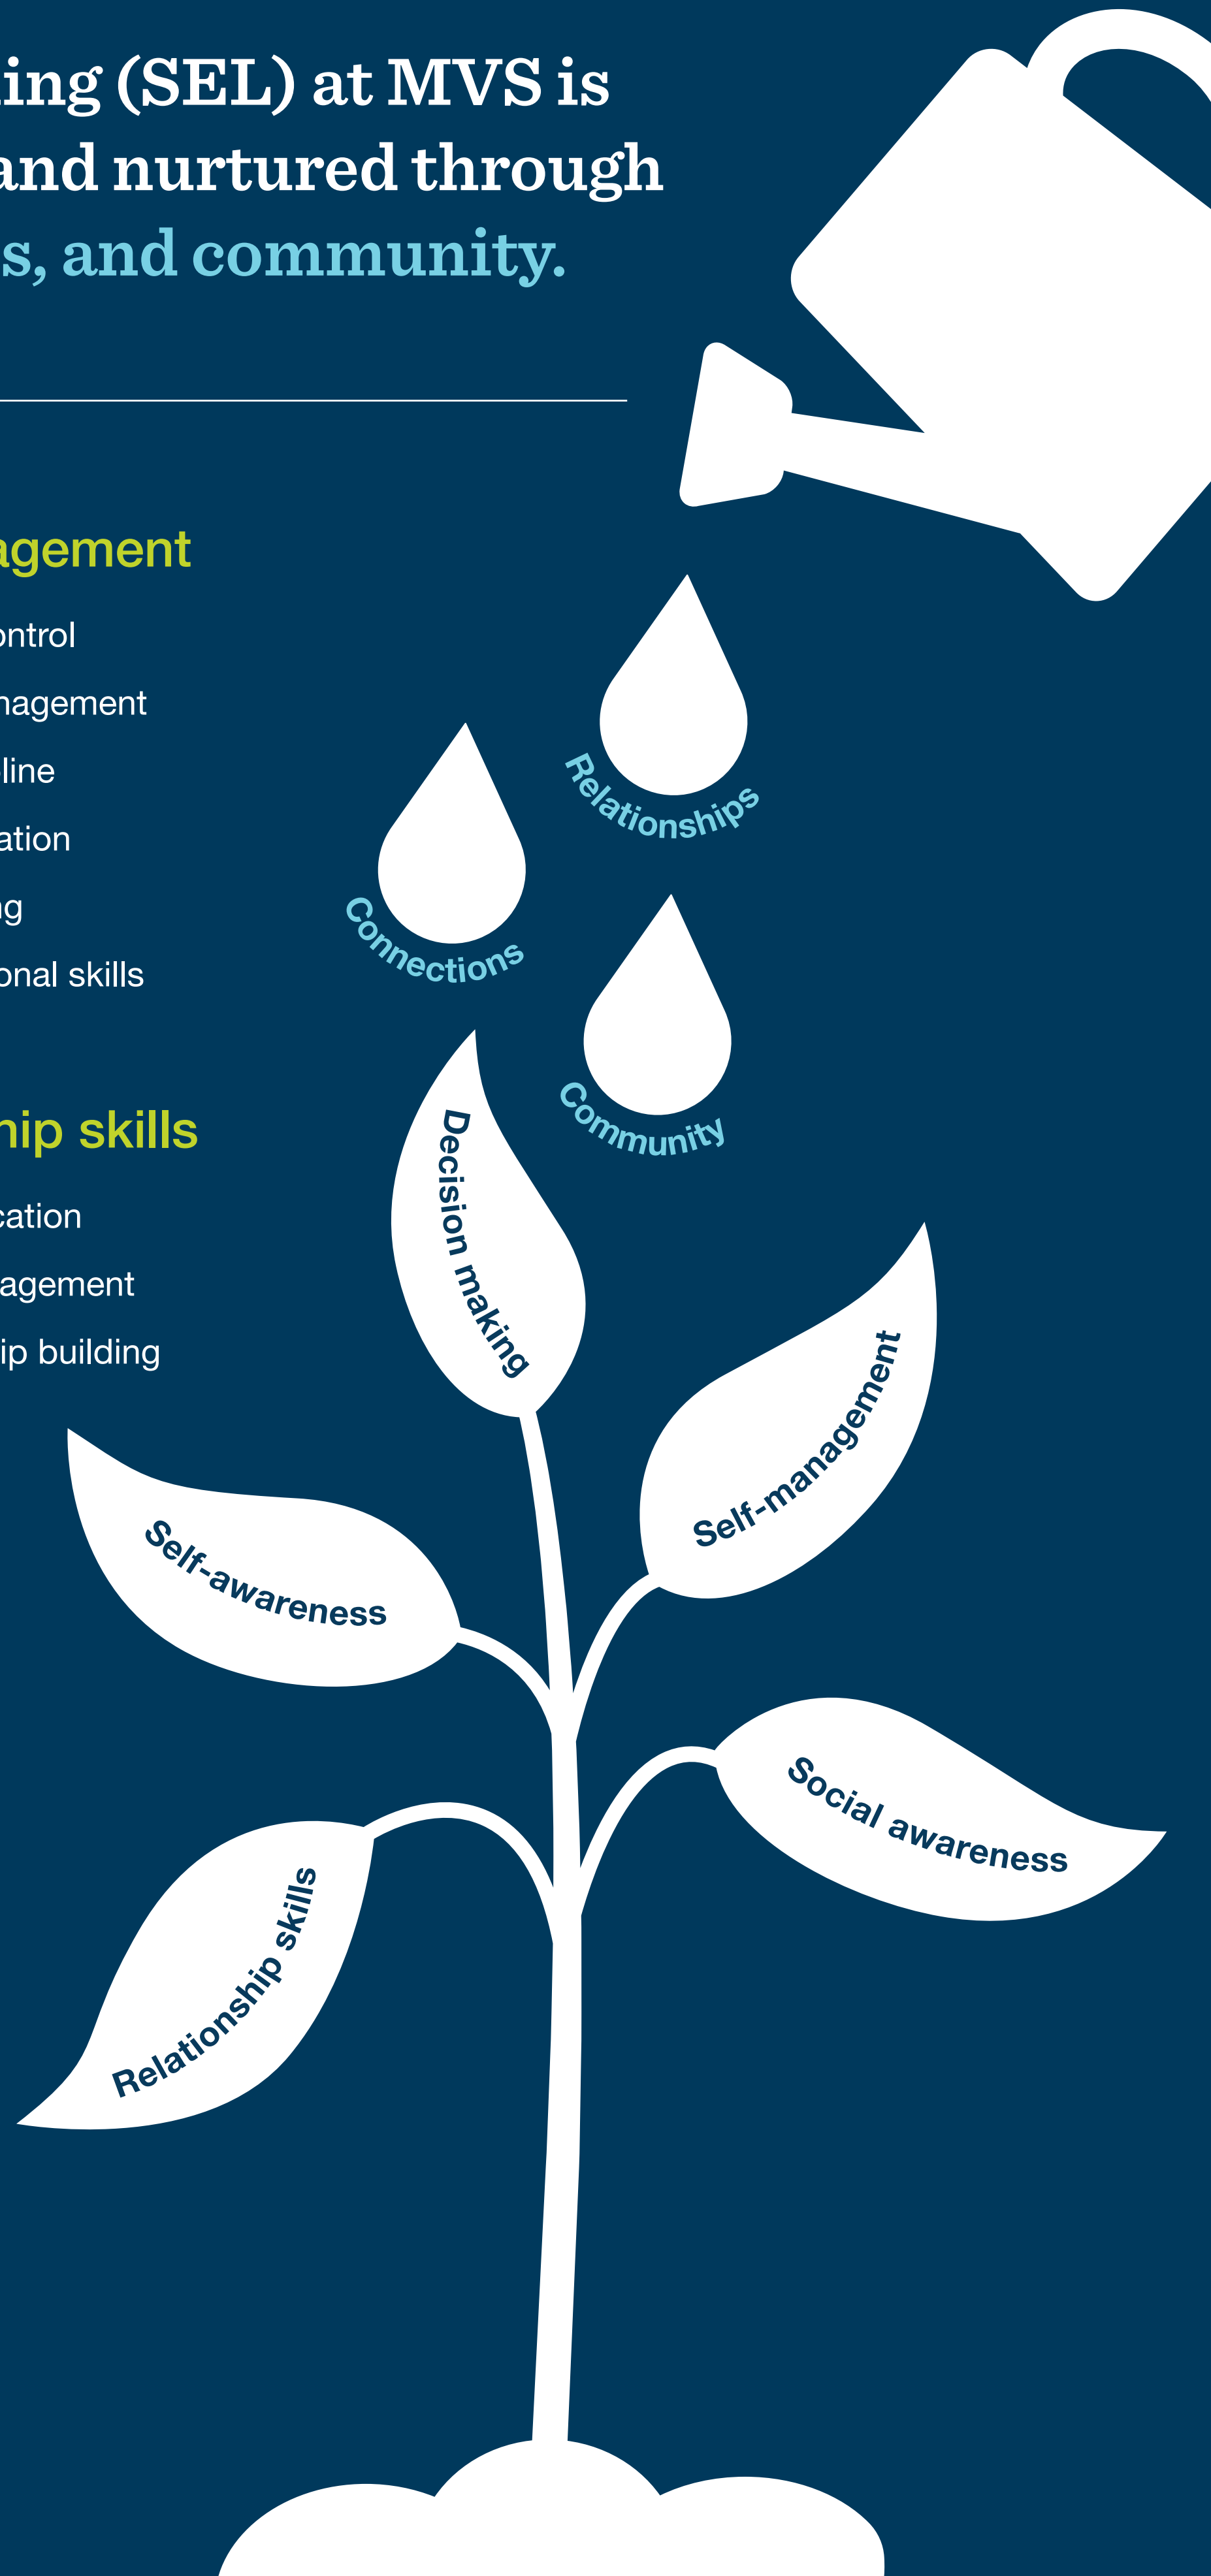 ing (SEL) at MVS is
and nurtured through
s, and community.
agement
ontrol
nagement
line
ation
ng
onal skills
Relationships
Connections
Community
hip skills
cation
agement
ip building
Decision making
Self-management
Self-awareness
Social awareness
Relationship skills